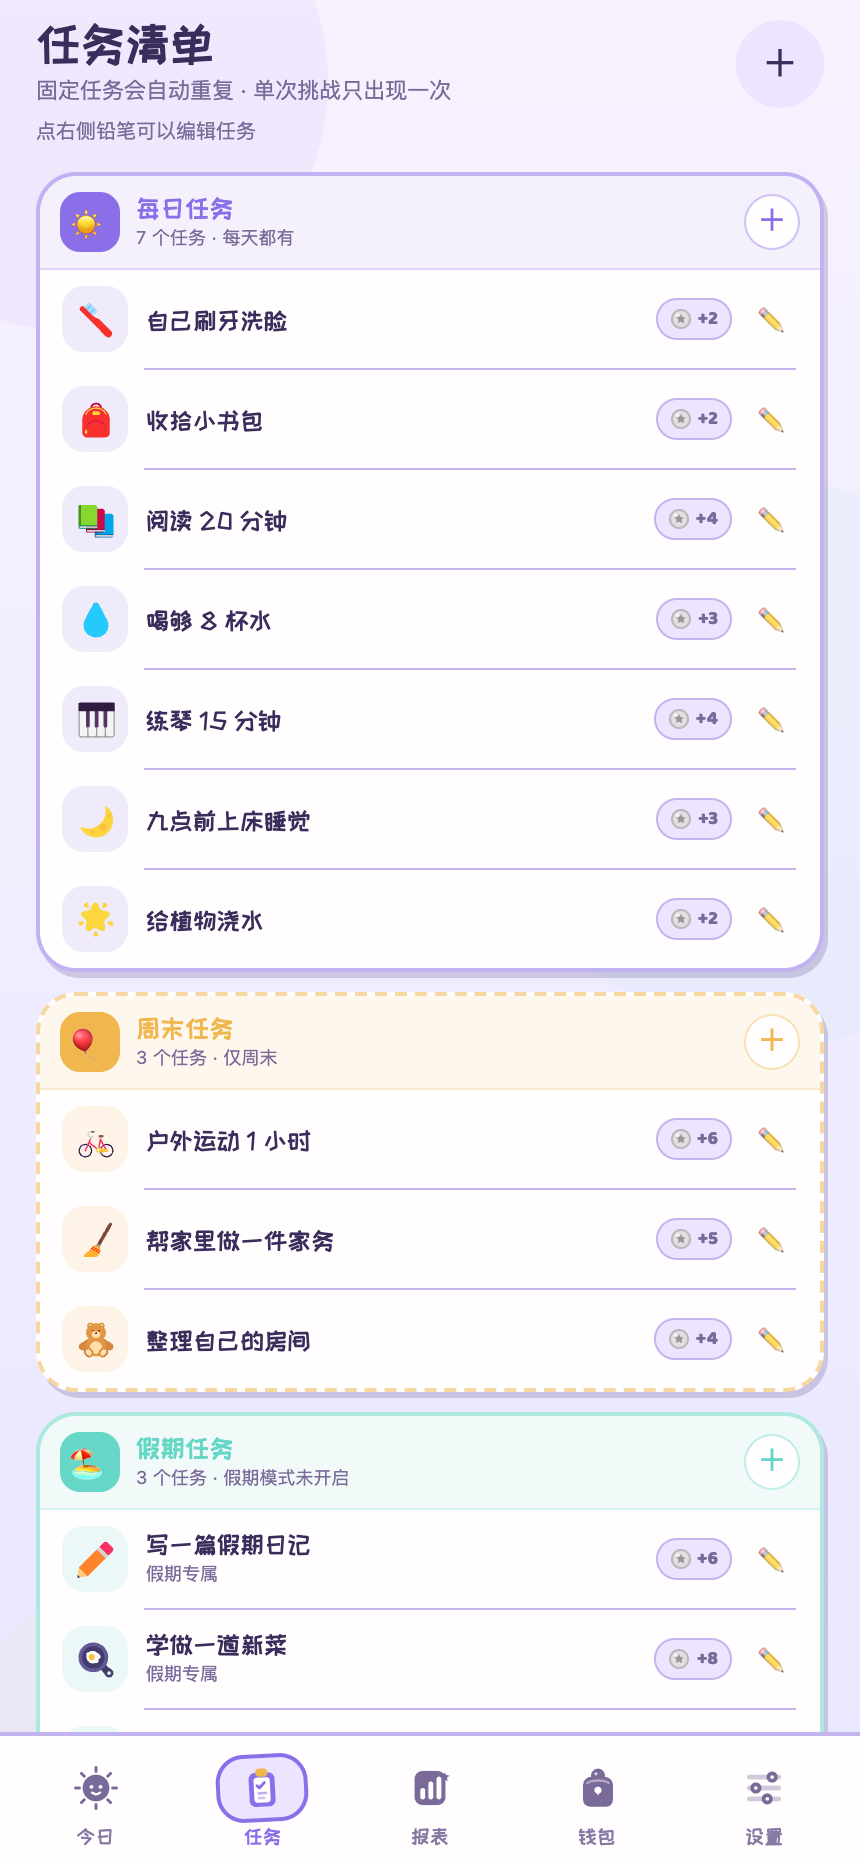 任务清单
固定任务会自动重复 · 单次挑战只出现一次
点右侧铅笔可以编辑任务
每日任务
7 个任务 · 每天都有
自己刷牙洗脸
+2
收拾小书包
+2
阅读 20 分钟
+4
喝够 8 杯水
+3
练琴 15 分钟
+4
九点前上床睡觉
+3
给植物浇水
+2
周末任务
3 个任务 · 仅周末
户外运动 1 小时
+6
帮家里做一件家务
+5
整理自己的房间
+4
假期任务
3 个任务 · 假期模式未开启
写一篇假期日记
假期专属
+6
学做一道新菜
假期专属
+8
今日
任务
报表
钱包
设置